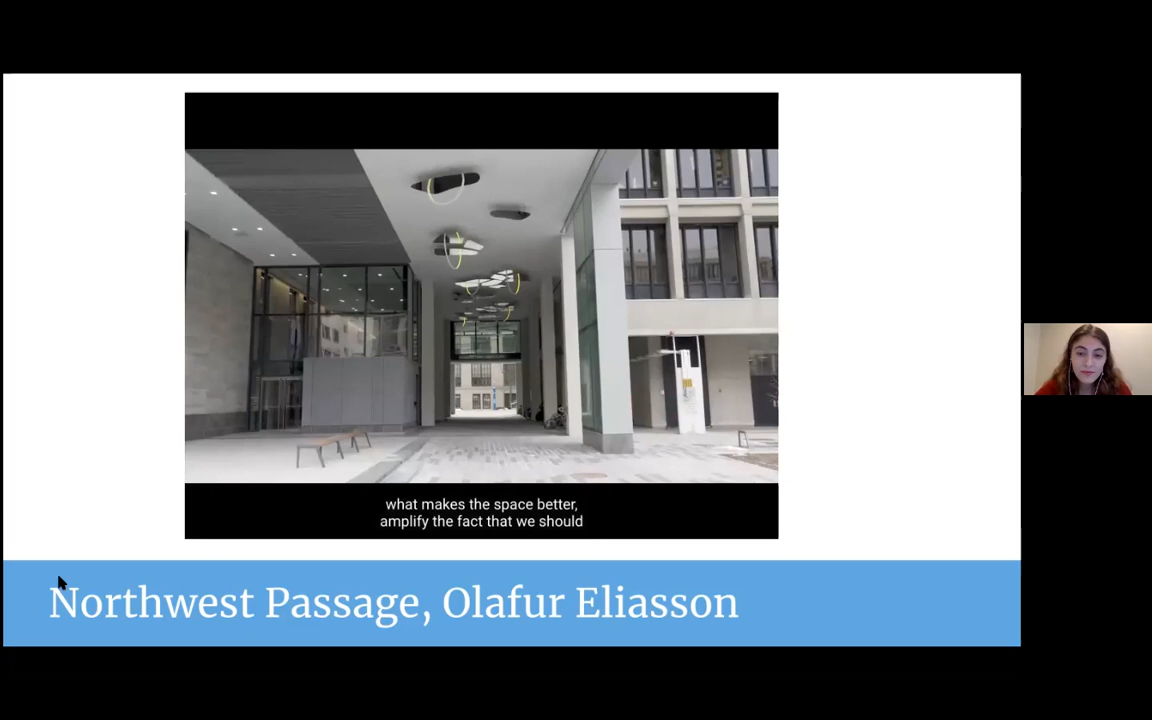 what makes the space better,
amplify the fact that we should
Northwest Passage, Olafur Eliasson